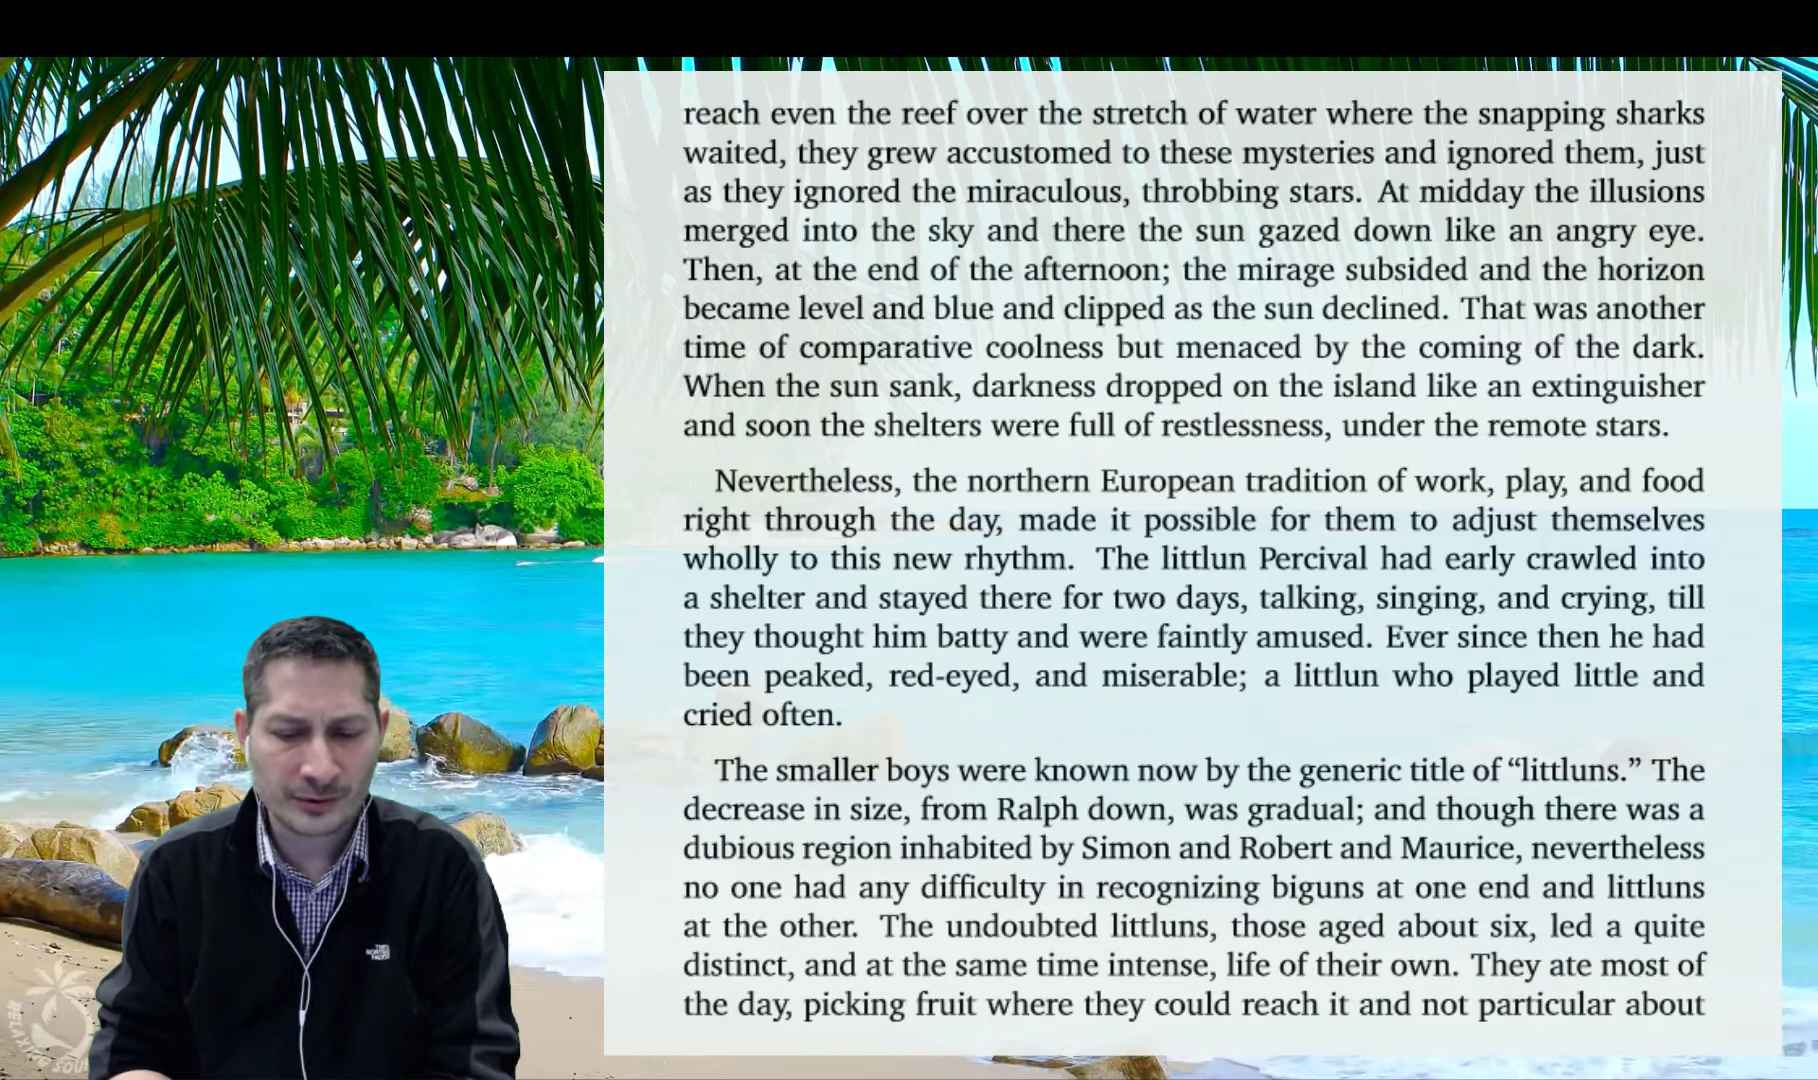 reach even the reef over the stretch of water where the snapping sharks
waited, they grew accustomed to these mysteries and ignored them, just
as they ignored the miraculous, throbbing stars. At midday the illusions
merged into the sky and there the sun gazed down like an angry eye.
Then, at the end of the afternoon; the mirage subsided and the horizon
became level and blue and clipped as the sun declined. That was another
time of comparative coolness but menaced by the coming of the dark.
When the sun sank, darkness dropped on the island like an extinguisher
and soon the shelters were full of restlessness, under the remote stars.
Nevertheless, the northern European tradition of work, play, and food
right through the day, made it possible for them to adjust themselves
wholly to this new rhythm. The littlun Percival had early crawled into
a shelter and stayed there for two days, talking, singing, and crying, till
they thought him batty and were faintly amused. Ever since then he had
been peaked, red-eyed, and miserable; a littlun who played little and
cried often.
The smaller boys were known now by the generic title of “littluns.” The
decrease in size, from Ralph down, was gradual; and though there was a
dubious region inhabited by Simon and Robert and Maurice, nevertheless
no one had any difficulty in recognizing biguns at one end and littluns
at the other. The undoubted littluns, those aged about six, led a quite
distinct, and at the same time intense, life of their own. They ate most of
the day, picking fruit where they could reach it and not particular about
THE
NORTH
FACE